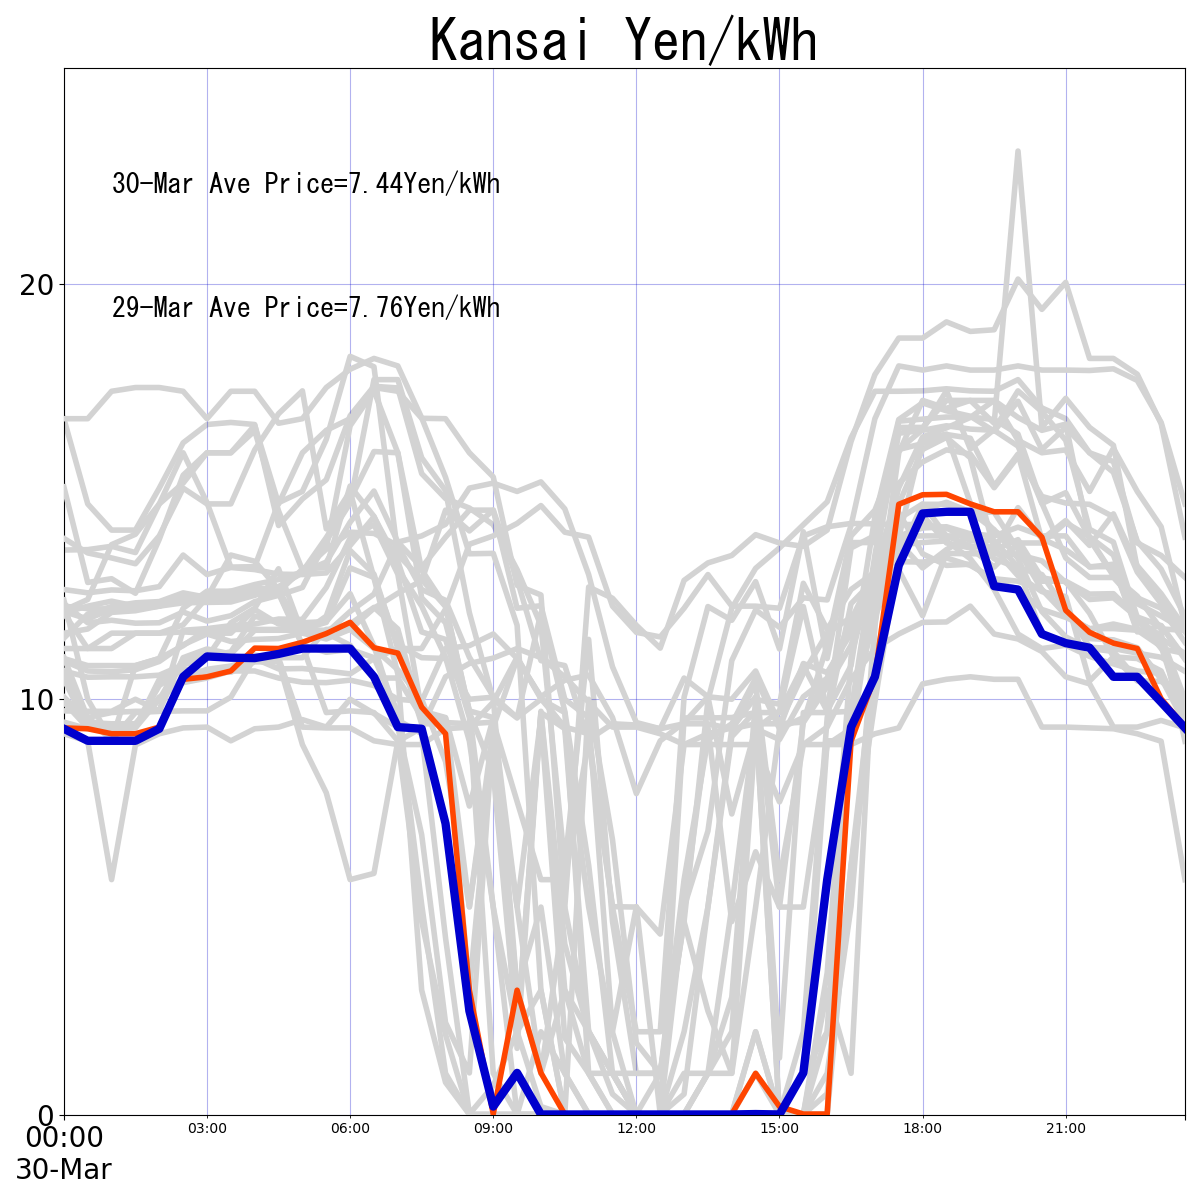 Kansai Yen/kWh
30-Mar Ave Price=7.44Yen/kWh
29-Mar Ave Price=7.76Yen/kWh
20
10
0
00:00 03:00 06:00 09:00 12:00 15:00 18:00 21:00
30-Mar